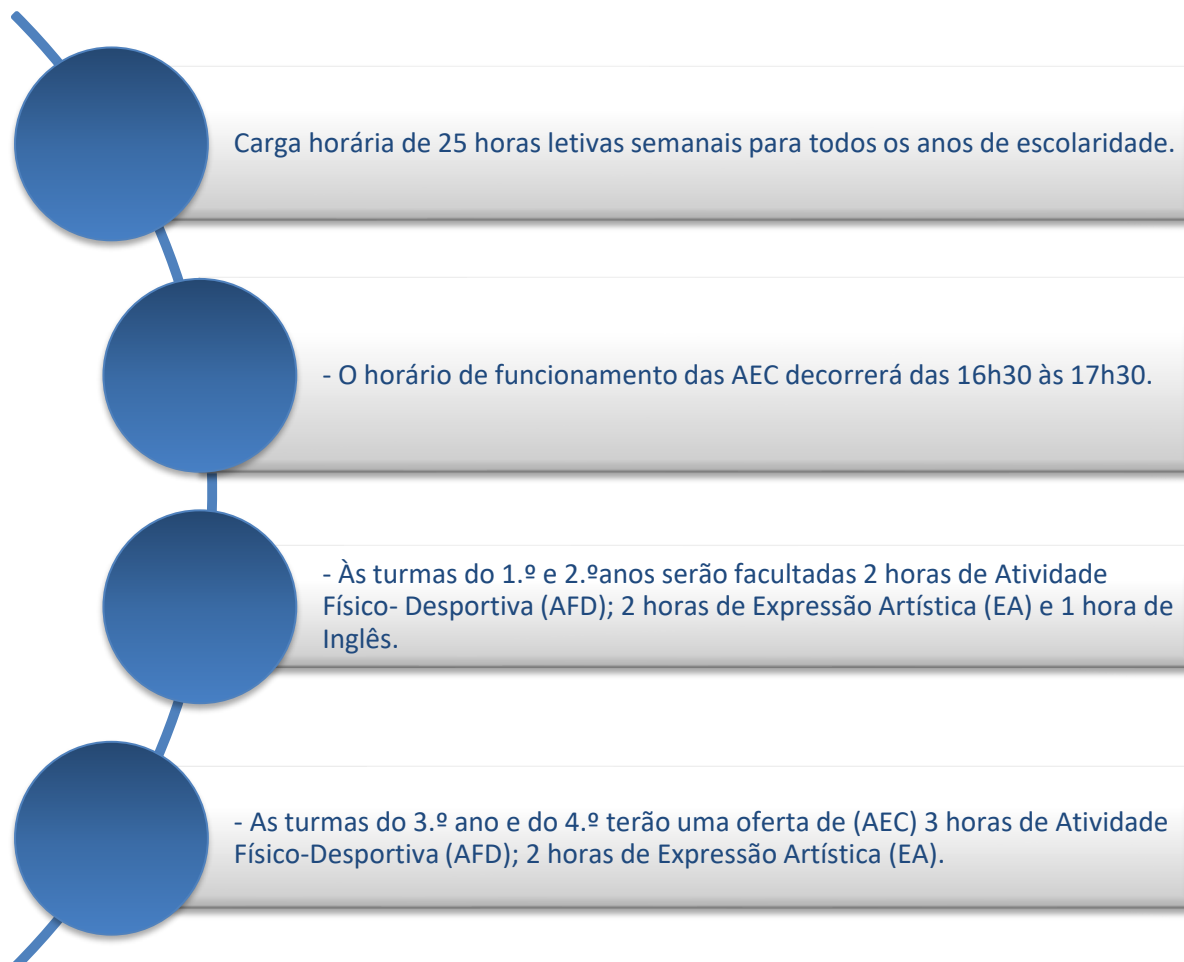 Carga horária de 25 horas letivas semanais para todos os anos de escolaridade.
- O horário de funcionamento das AEC decorrerá das 16h30 às 17h30.
- Às turmas do 1.º e 2.ºanos serão facultadas 2 horas de Atividade
Físico- Desportiva (AFD); 2 horas de Expressão Artística (EA) e 1 hora de
Inglês.
- As turmas do 3.º ano e do 4.º terão uma oferta de (AEC) 3 horas de Atividade
Físico-Desportiva (AFD); 2 horas de Expressão Artística (EA).